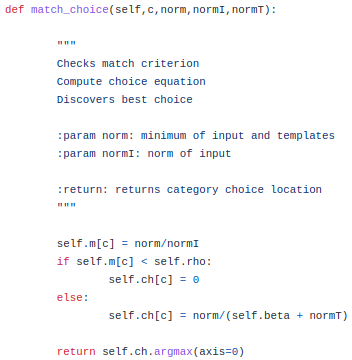 def match_choice(self,c,norm,normI,normT):
"""
Checks match criterion
Compute choice equation
Discovers best choice
:param norm: minimum of input and templates
:param normI: norm of input
:return: returns category choice location
"""
self.m[c] = norm/normI
if self.m[c] < self.rho:
self.ch[c] = 0
else:
self.ch[c] = norm/(self.beta + normT)
return self.ch.argmax(axis=0)